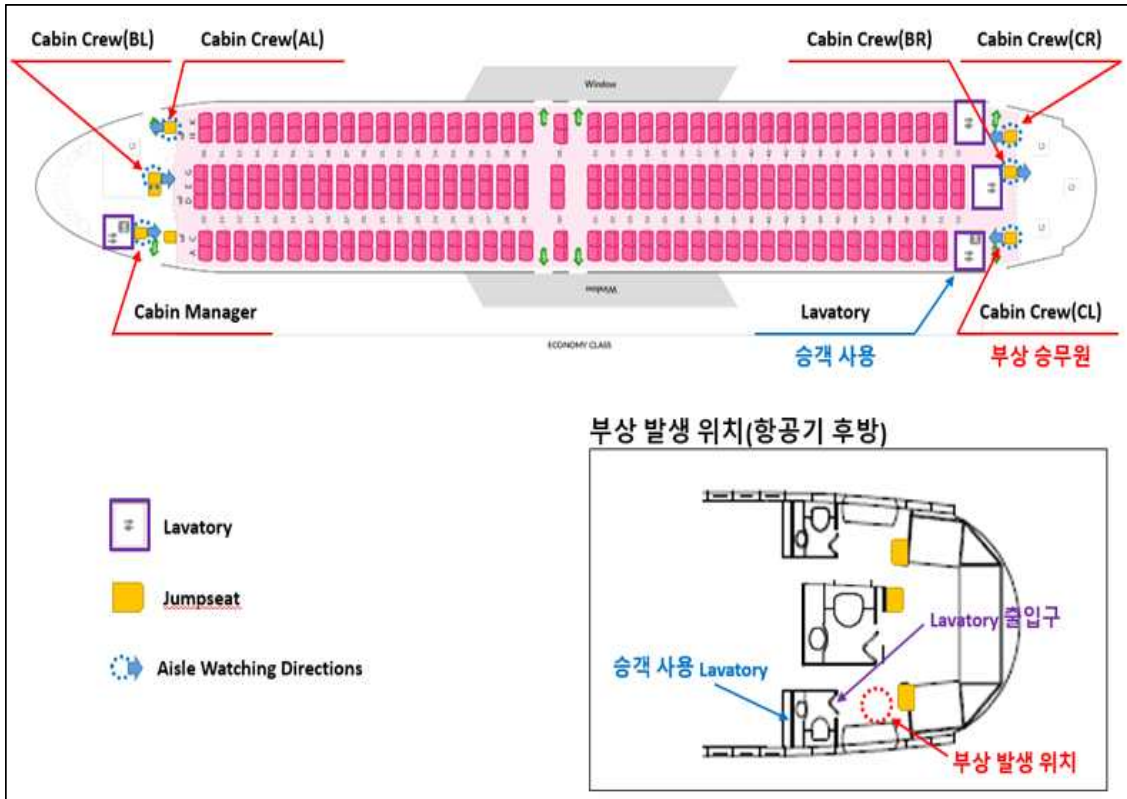 Cabin Crew(BL)
Cabin Crew(AL)
Cabin Crew(BR)
Cabin Crew(CR)
Window
Window
Cabin Manager
Lavatory
승객 사용
Cabin Crew(CL)
부상 승무원
ECONOMY CLASS
부상 발생 위치(항공기 후방)
Lavatory
Jumpseat
Aisle Watching Directions
Lavatory 출입구
승객 사용 Lavatory
부상 발생 위치